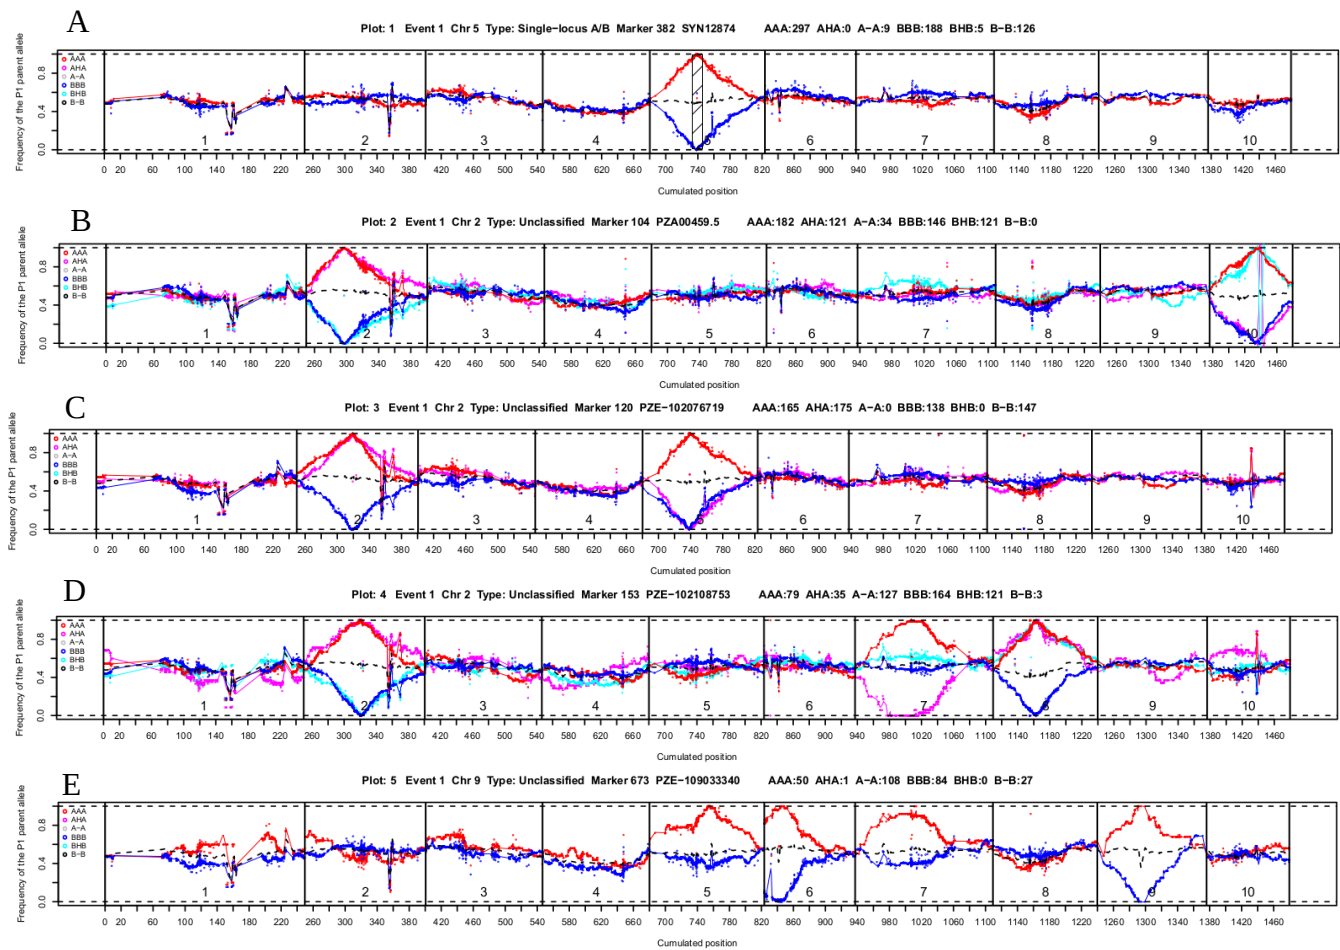 A
Plot: 1 Event 1 Chr 5 Type: Single-locus A/B Marker 382 SYN12874 AAA:297 AHA:0 A-A:9 BBB:188 BHB:5 B-B:126
Frequency of the P1 parent allele
0.0 0.4 0.8
AAA
AHA
A-A
BBB
BHB
B-B
1 2 3 4 5 6 7 8 9 10
0 20 60 100 140 180 220 260 300 340 380 420 460 500 540 580 620 660 700 740 780 820 860 900 940 980 1020 1060 1100 1140 1180 1220 1260 1300 1340 1380 1420 1460
Cumulated position
B
Plot: 2 Event 1 Chr 2 Type: Unclassified Marker 104 PZA00459.5 AAA:182 AHA:121 A-A:34 BBB:146 BHB:121 B-B:0
Frequency of the P1 parent allele
0.0 0.4 0.8
AAA
AHA
A-A
BBB
BHB
B-B
1 2 3 4 5 6 7 8 9 10
0 20 60 100 140 180 220 260 300 340 380 420 460 500 540 580 620 660 700 740 780 820 860 900 940 980 1020 1060 1100 1140 1180 1220 1260 1300 1340 1380 1420 1460
Cumulated position
C
Plot: 3 Event 1 Chr 2 Type: Unclassified Marker 120 PZE-102076719 AAA:165 AHA:175 A-A:0 BBB:138 BHB:0 B-B:147
Frequency of the P1 parent allele
0.0 0.4 0.8
AAA
AHA
A-A
BBB
BHB
B-B
1 2 3 4 5 6 7 8 9 10
0 20 60 100 140 180 220 260 300 340 380 420 460 500 540 580 620 660 700 740 780 820 860 900 940 980 1020 1060 1100 1140 1180 1220 1260 1300 1340 1380 1420 1460
Cumulated position
D
Plot: 4 Event 1 Chr 2 Type: Unclassified Marker 153 PZE-102108753 AAA:79 AHA:35 A-A:127 BBB:164 BHB:121 B-B:3
Frequency of the P1 parent allele
0.0 0.4 0.8
AAA
AHA
A-A
BBB
BHB
B-B
1 2 3 4 5 6 7 8 9 10
0 20 60 100 140 180 220 260 300 340 380 420 460 500 540 580 620 660 700 740 780 820 860 900 940 980 1020 1060 1100 1140 1180 1220 1260 1300 1340 1380 1420 1460
Cumulated position
E
Plot: 5 Event 1 Chr 9 Type: Unclassified Marker 673 PZE-109033340 AAA:50 AHA:1 A-A:108 BBB:84 BHB:0 B-B:27
Frequency of the P1 parent allele
0.0 0.4 0.8
AAA
AHA
A-A
BBB
BHB
B-B
1 2 3 4 5 6 7 8 9 10
0 20 60 100 140 180 220 260 300 340 380 420 460 500 540 580 620 660 700 740 780 820 860 900 940 980 1020 1060 1100 1140 1180 1220 1260 1300 1340 1380 1420 1460
Cumulated position